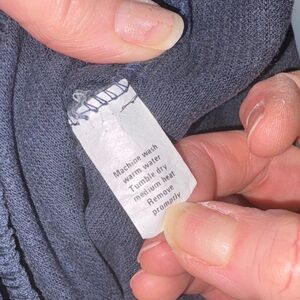 Machine wash
warm water
Tumble dry
medium heat
Remove
promptly